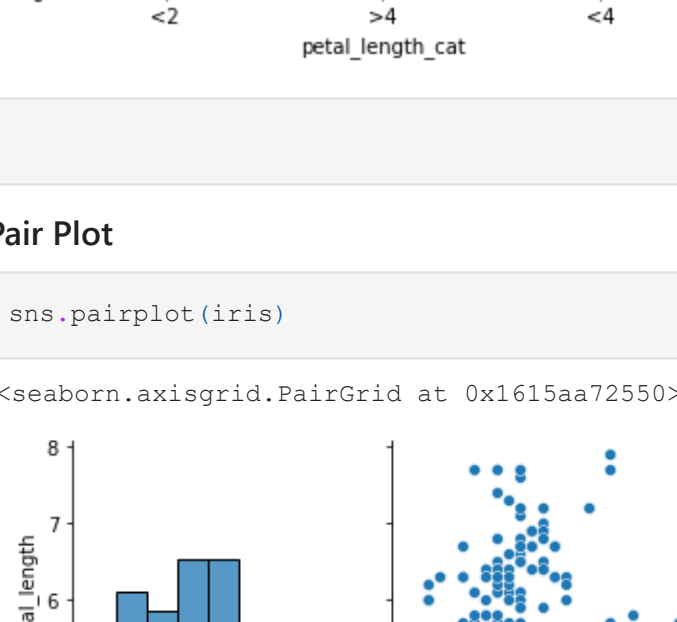 <2 >4 <4
petal_length_cat
Pair Plot
sns.pairplot(iris)
<seaborn.axisgrid.PairGrid at 0x1615aa72550>
8
7
al_length
6